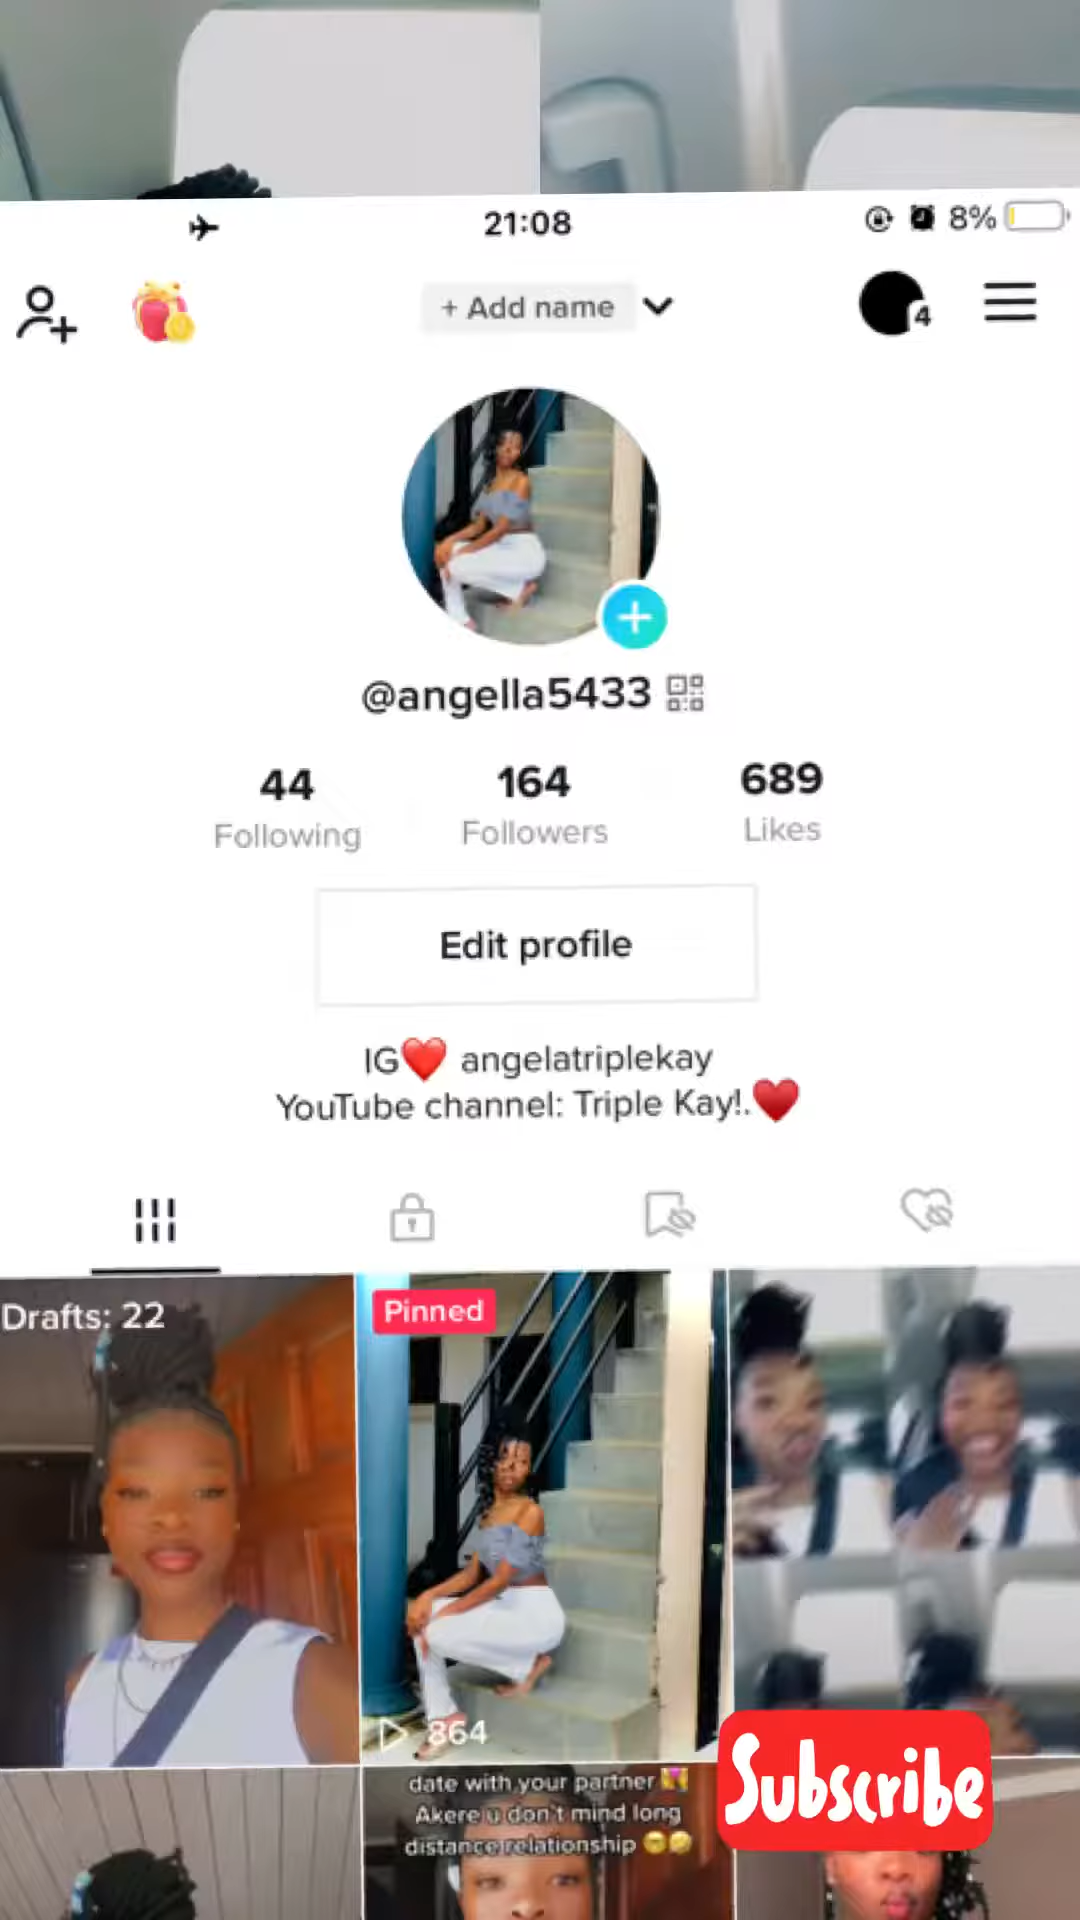 21:08
8%
+ Add name
4
@angella5433
44
Following
164
Followers
689
Likes
Edit profile
IG❤️ angelatriplekay
YouTube channel: Triple Kay!.❤️
Drafts: 22
Pinned
864
date with your partner
Akere u don't mind long
distance relationship
Subscribe